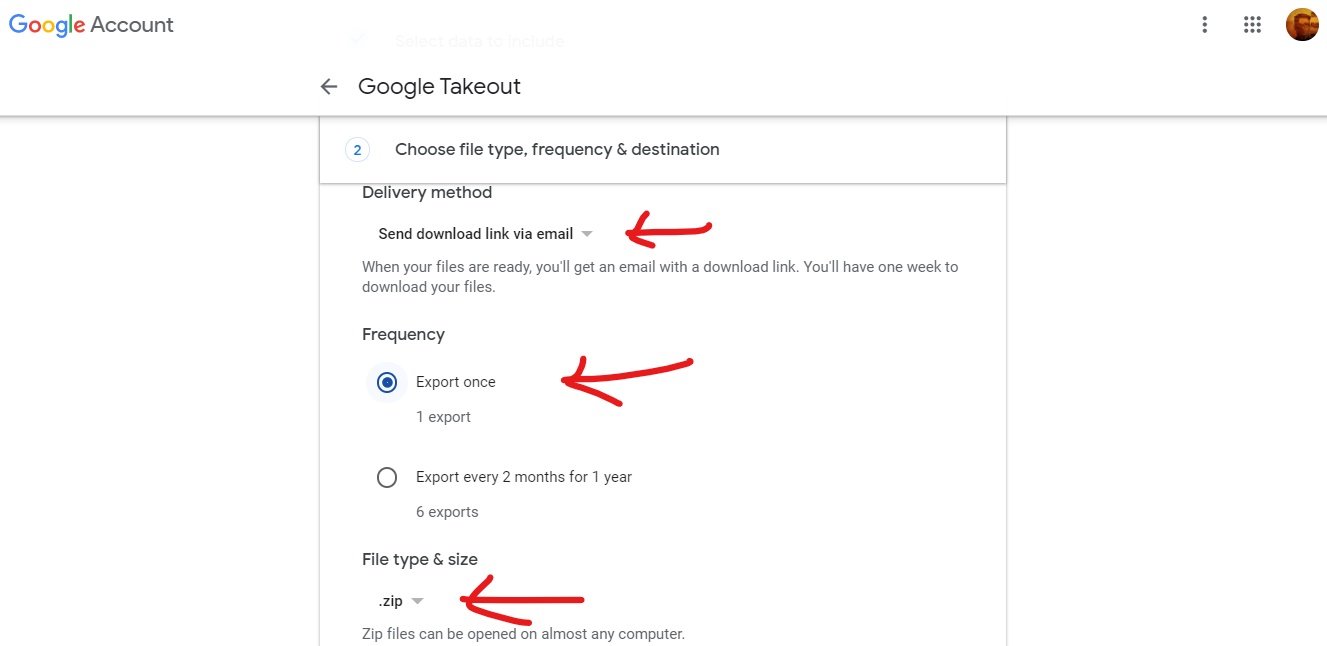 Google Account
Select data to include
Google Takeout
2 Choose file type, frequency & destination
Delivery method
Send download link via email
When your files are ready, you'll get an email with a download link. You'll have one week to
download your files.
Frequency
Export once
1 export
Export every 2 months for 1 year
6 exports
File type & size
.zip
Zip files can be opened on almost any computer.